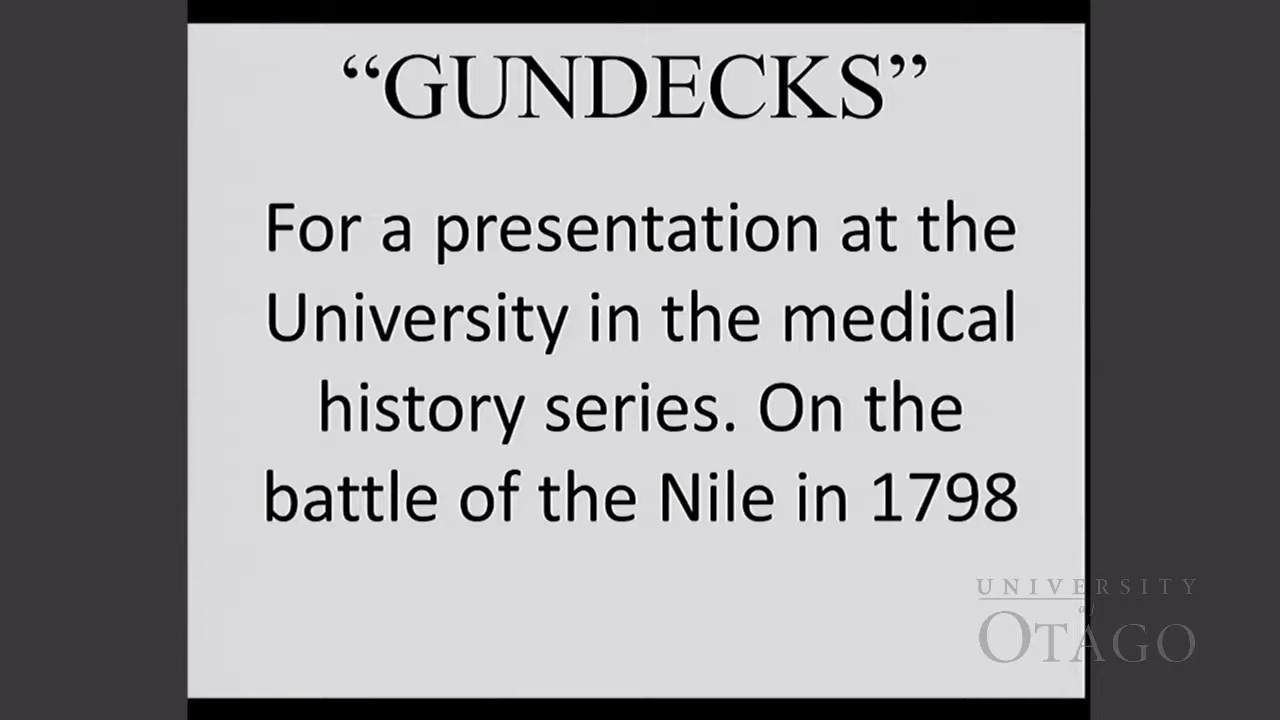 “GUNDECKS”
For a presentation at the
University in the medical
history series. On the
battle of the Nile in 1798
UNIVERSITY
of
OTAGO